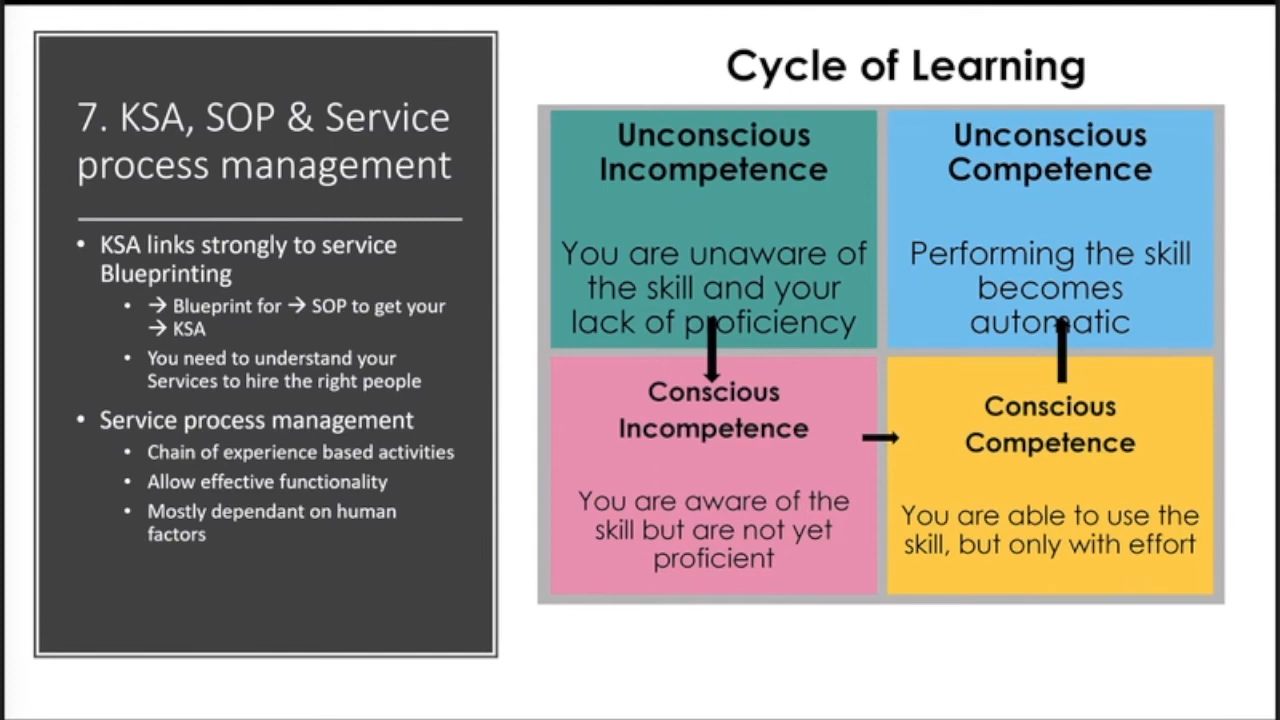 7. KSA, SOP & Service
process management
• KSA links strongly to service
Blueprinting
• → Blueprint for → SOP to get your
→ KSA
• You need to understand your
Services to hire the right people
• Service process management
• Chain of experience based activities
• Allow effective functionality
• Mostly dependant on human
factors
Cycle of Learning
Unconscious
Incompetence
You are unaware of
the skill and your
lack of proficiency
Unconscious
Competence
Performing the skill
becomes
automatic
Conscious
Incompetence
You are aware of the
skill but are not yet
proficient
Conscious
Competence
You are able to use the
skill, but only with effort